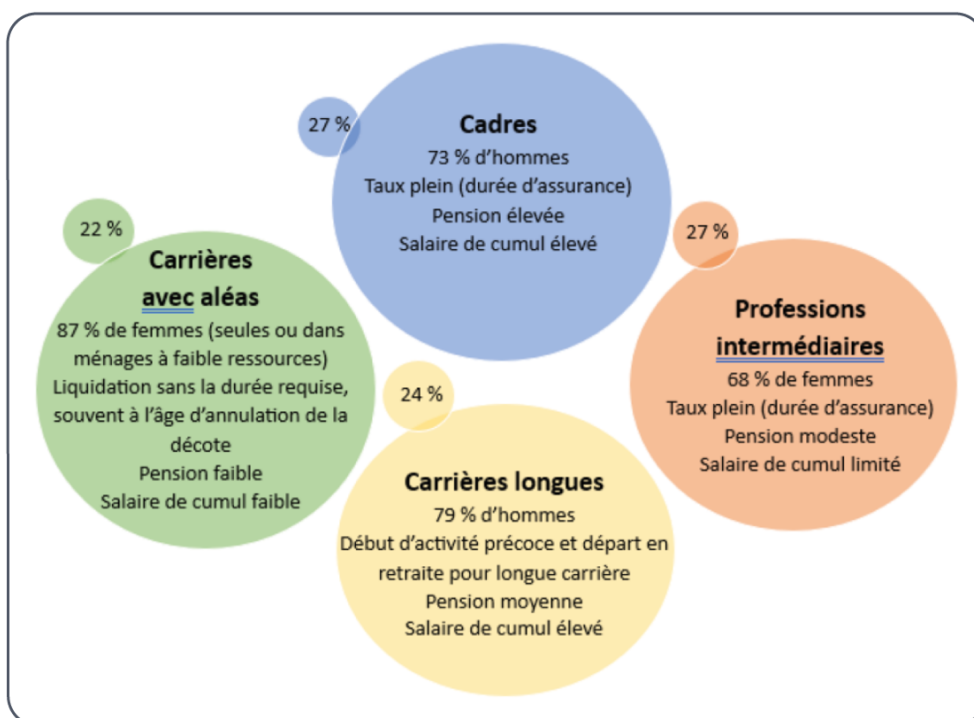 27 %
Cadres
73 % d’hommes
Taux plein (durée d’assurance)
Pension élevée
Salaire de cumul élevé
22 %
Carrières
avec aléas
87 % de femmes (seules ou dans
ménages à faible ressources)
Liquidation sans la durée requise,
souvent à l’âge d’annulation de la
décote
Pension faible
Salaire de cumul faible
27 %
Professions
intermédiaires
68 % de femmes
Taux plein (durée d’assurance)
Pension modeste
Salaire de cumul limité
24 %
Carrières longues
79 % d’hommes
Début d’activité précoce et départ en
retraite pour longue carrière
Pension moyenne
Salaire de cumul élevé